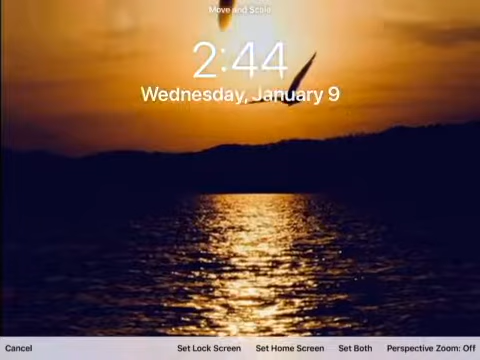 Move and Scale
2:44
Wednesday, January 9
Cancel Set Lock Screen Set Home Screen Set Both Perspective Zoom: Off